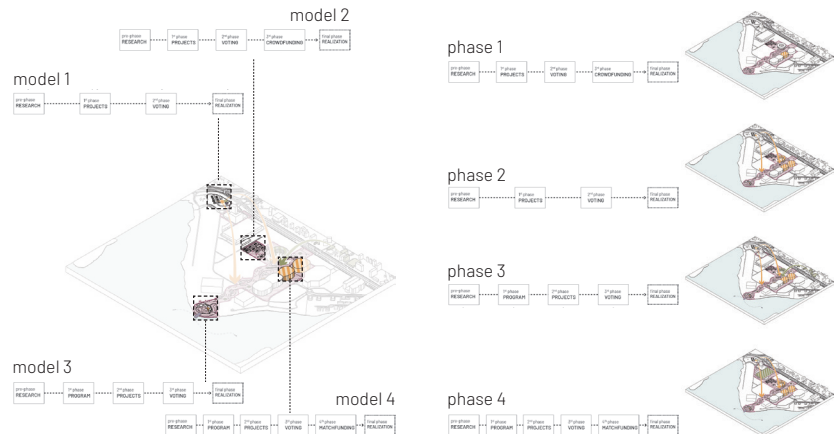 model 2
pre-phase 1st phase 2nd phase 3rd phase final phase
RESEARCH PROJECTS VOTING CROWDFUNDING REALIZATION
model 1
pre-phase 1st phase 2nd phase final phase
RESEARCH PROJECTS VOTING REALIZATION
model 3
pre-phase 1st phase 2nd phase 3rd phase final phase
RESEARCH PROGRAM PROJECTS VOTING REALIZATION
model 4
pre-phase 1st phase 2nd phase 3rd phase 4th phase final phase
RESEARCH PROGRAM PROJECTS VOTING MATCHFUNDING REALIZATION
phase 1
pre-phase 1st phase 2nd phase 3rd phase final phase
RESEARCH PROJECTS VOTING CROWDFUNDING REALIZATION
phase 2
pre-phase 1st phase 2nd phase final phase
RESEARCH PROJECTS VOTING REALIZATION
phase 3
pre-phase 1st phase 2nd phase 3rd phase final phase
RESEARCH PROGRAM PROJECTS VOTING REALIZATION
phase 4
pre-phase 1st phase 2nd phase 3rd phase 4th phase final phase
RESEARCH PROGRAM PROJECTS VOTING MATCHFUNDING REALIZATION